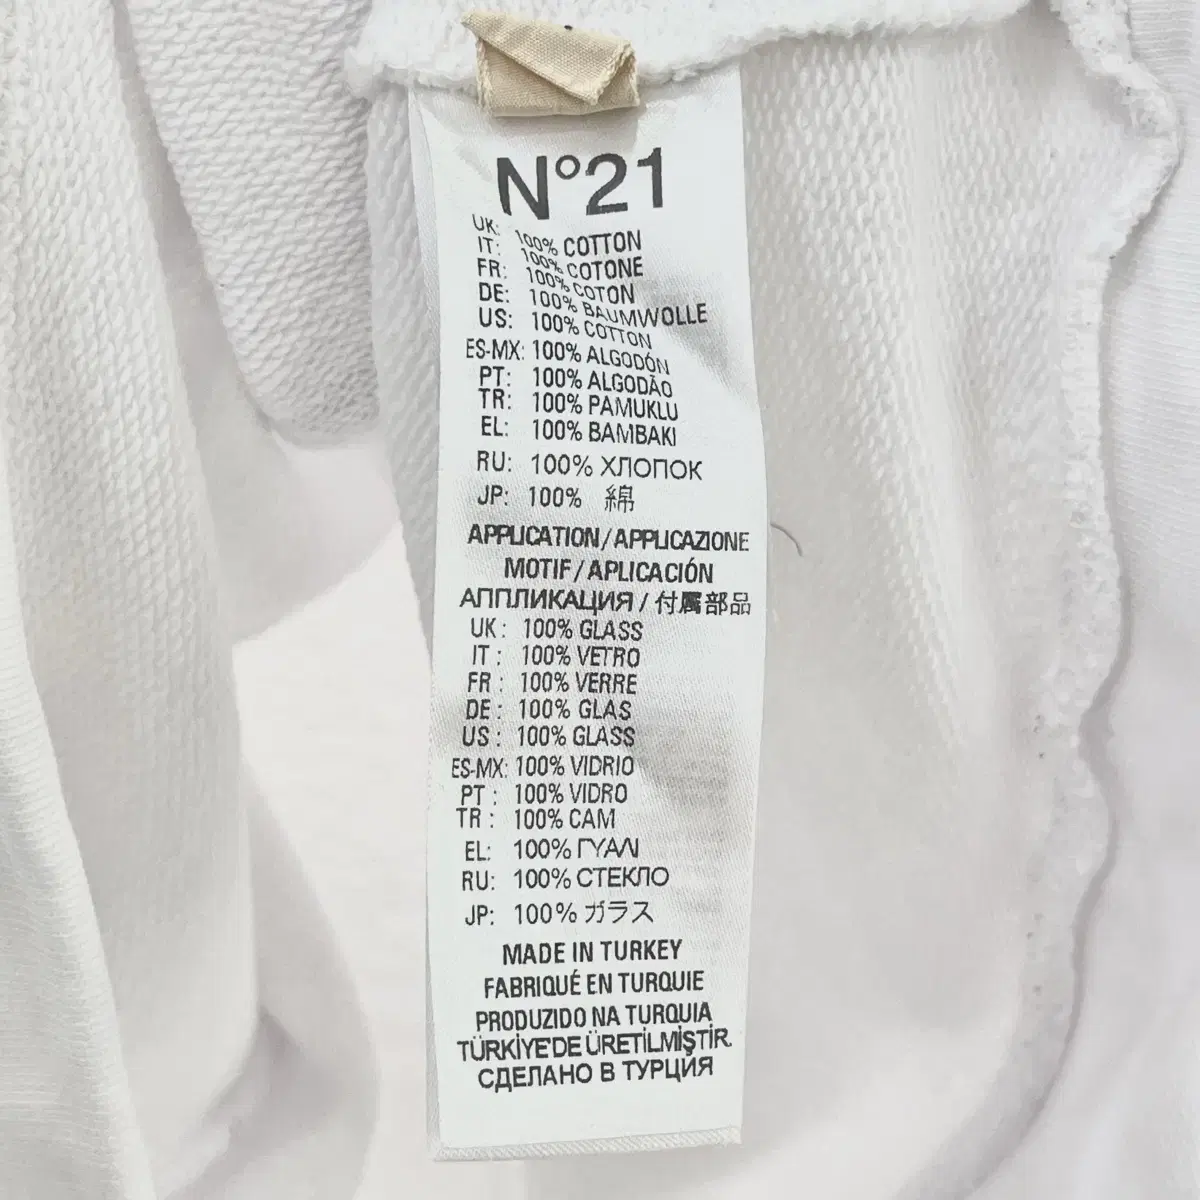 N°21
UK: 100% COTTON
IT: 100% COTONE
FR: 100% COTON
DE: 100% BAUMWOLLE
US: 100% COTTON
ES-MX: 100% ALGODÓN
PT: 100% ALGODÃO
TR: 100% PAMUKLU
EL: 100% BAMBAKI
RU: 100% ХЛОПОК
JP: 100% 綿
APPLICATION/APPLICAZIONE
MOTIF/APLICACIÓN
АППЛИКАЦИЯ/付属部品
UK: 100% GLASS
IT: 100% VETRO
FR: 100% VERRE
DE: 100% GLAS
US: 100% GLASS
ES-MX: 100% VIDRIO
PT: 100% VIDRO
TR: 100% CAM
EL: 100% ΓΥΑΛΙ
RU: 100% СТЕКЛО
JP: 100% ガラス
MADE IN TURKEY
FABRIQUÉ EN TURQUIE
PRODUZIDO NA TURQUIA
TÜRKİYE'DE ÜRETİLMİŞTİR.
СДЕЛАНО В ТУРЦИЯ